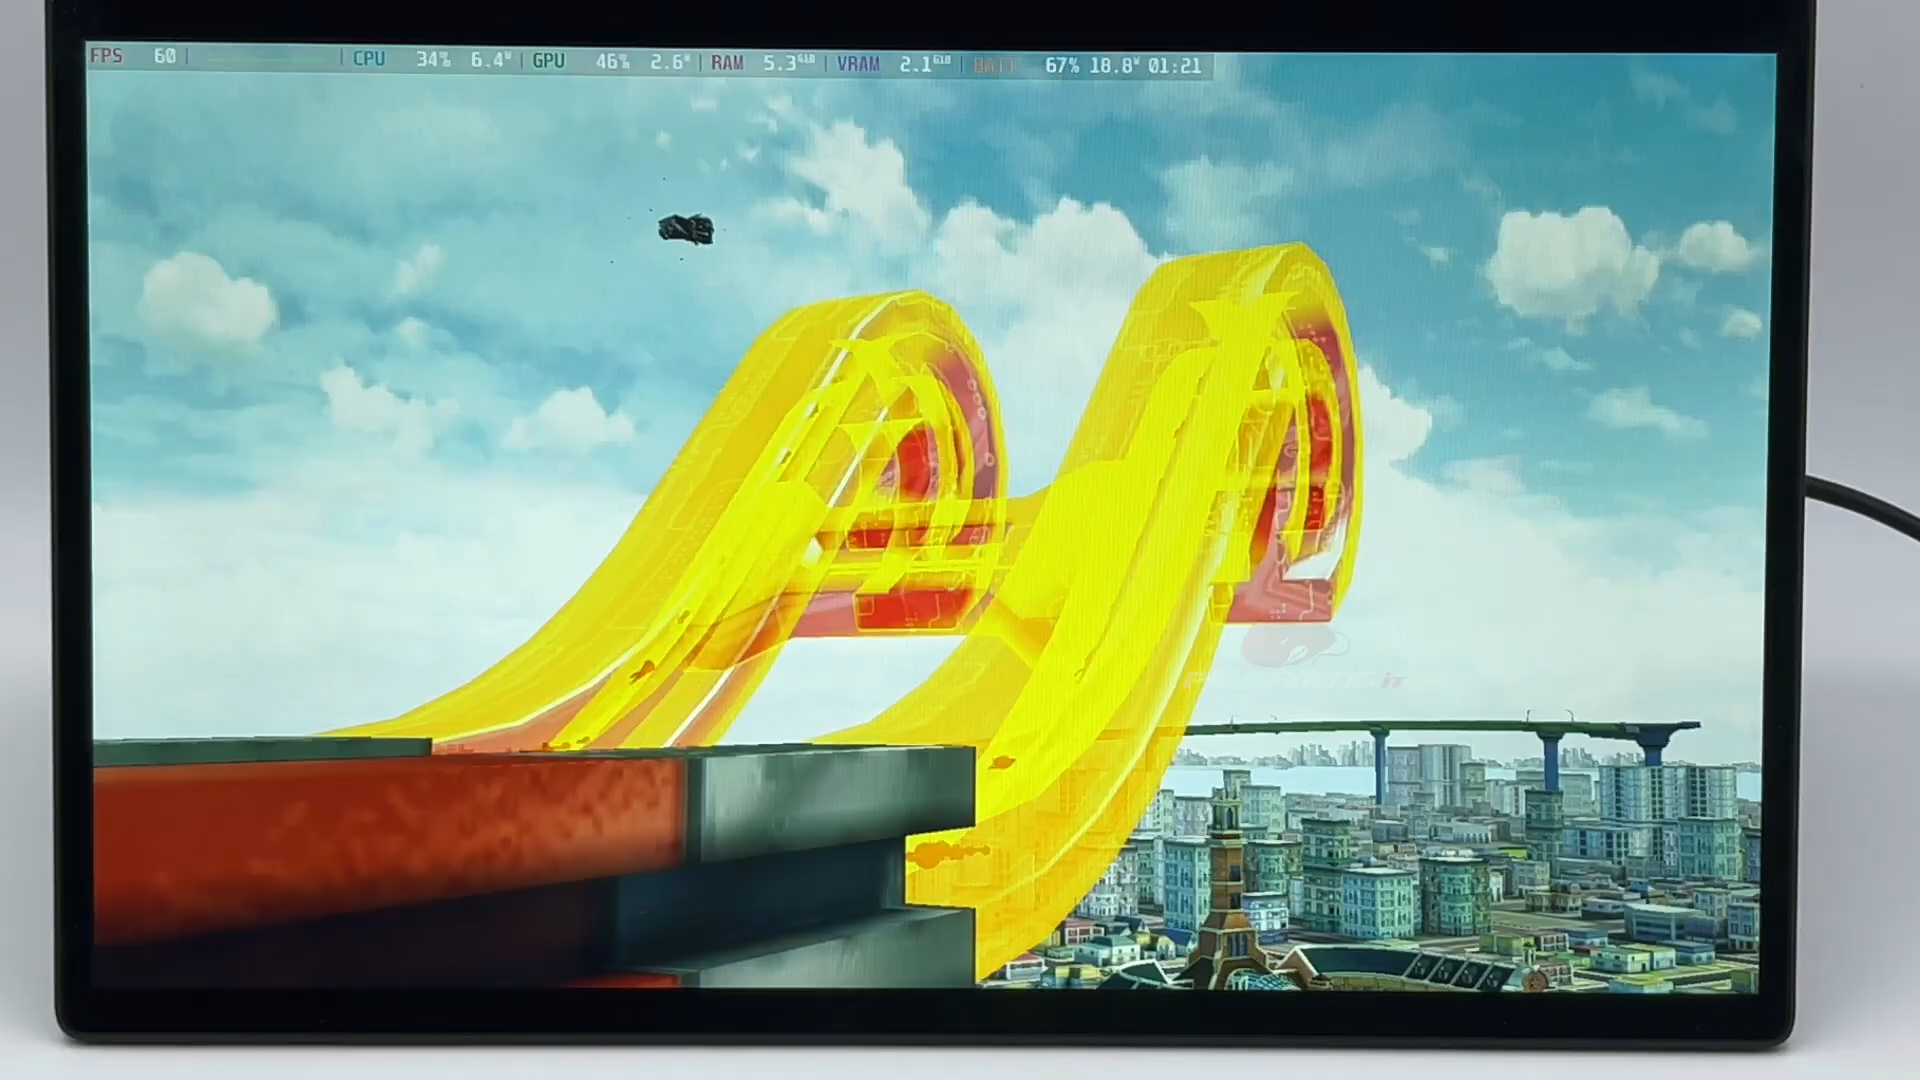 FPS 60 | | CPU 34% 6.4W | GPU 46% 2.6W | RAM 5.3GiB | VRAM 2.1GiB | BATT 67% 18.8W 01:21